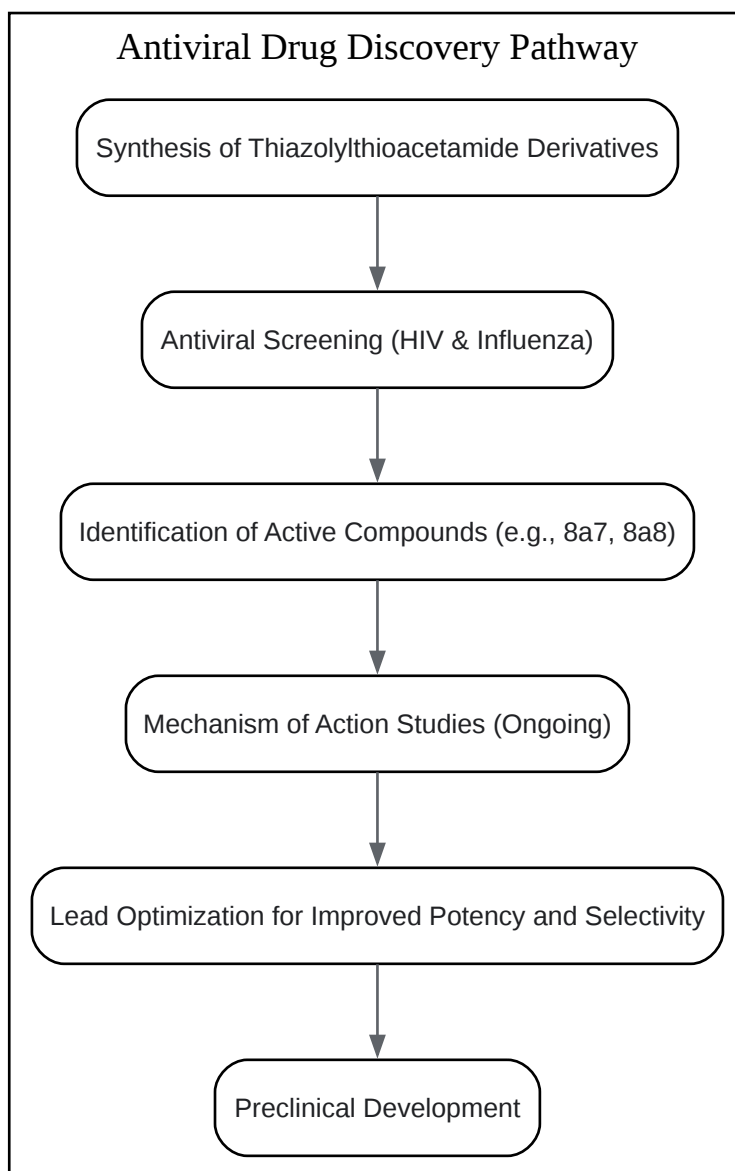 Antiviral Drug Discovery Pathway
Synthesis of Thiazolylthioacetamide Derivatives
Antiviral Screening (HIV & Influenza)
Identification of Active Compounds (e.g., 8a7, 8a8)
Mechanism of Action Studies (Ongoing)
Lead Optimization for Improved Potency and Selectivity
Preclinical Development